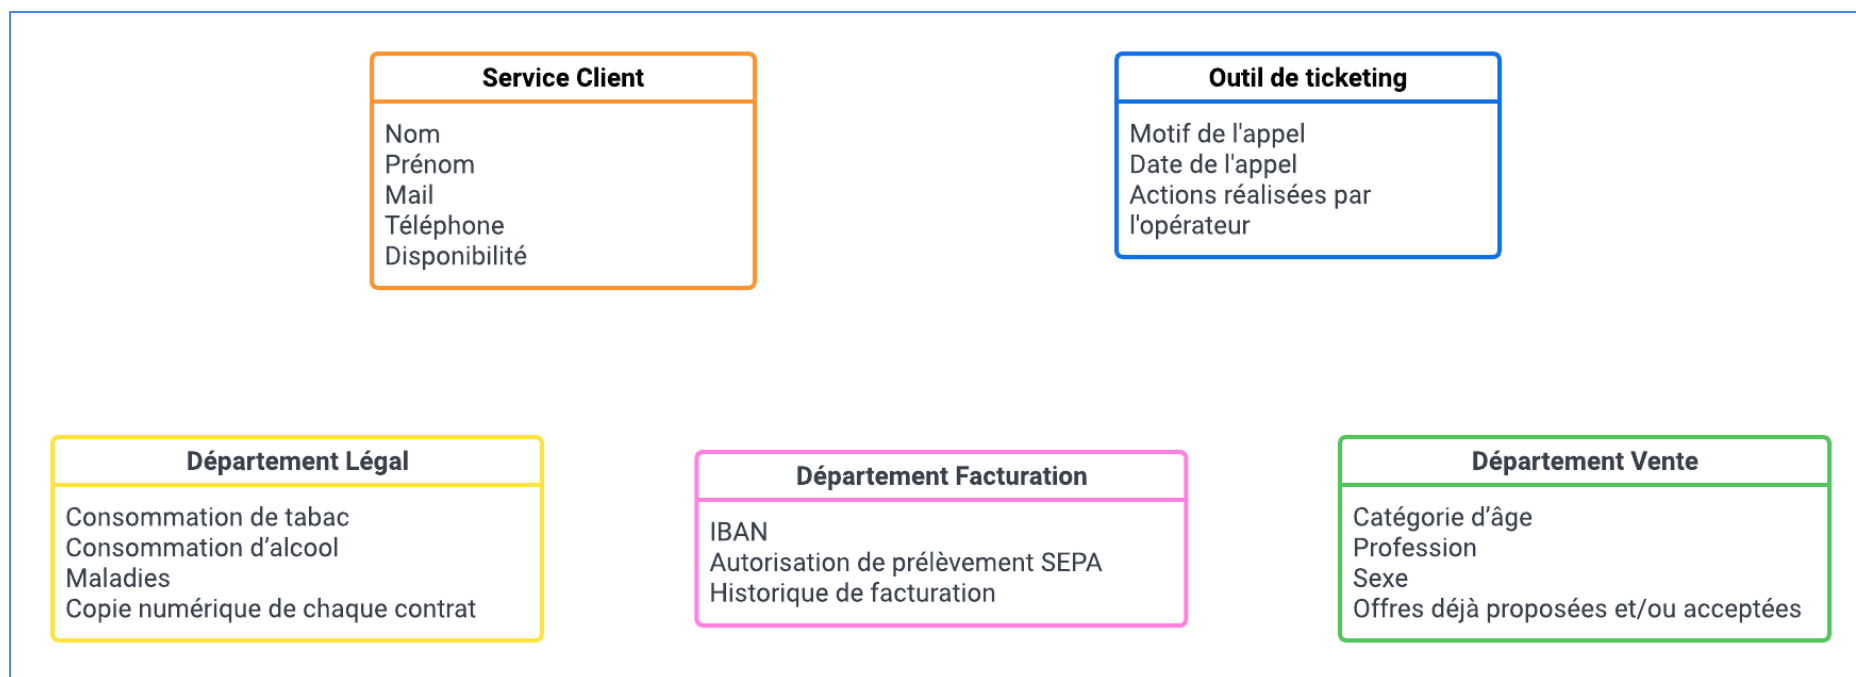 Service Client
Nom
Prénom
Mail
Téléphone
Disponibilité
Outil de ticketing
Motif de l'appel
Date de l'appel
Actions réalisées par
l'opérateur
Département Légal
Consommation de tabac
Consommation d’alcool
Maladies
Copie numérique de chaque contrat
Département Facturation
IBAN
Autorisation de prélèvement SEPA
Historique de facturation
Département Vente
Catégorie d’âge
Profession
Sexe
Offres déjà proposées et/ou acceptées